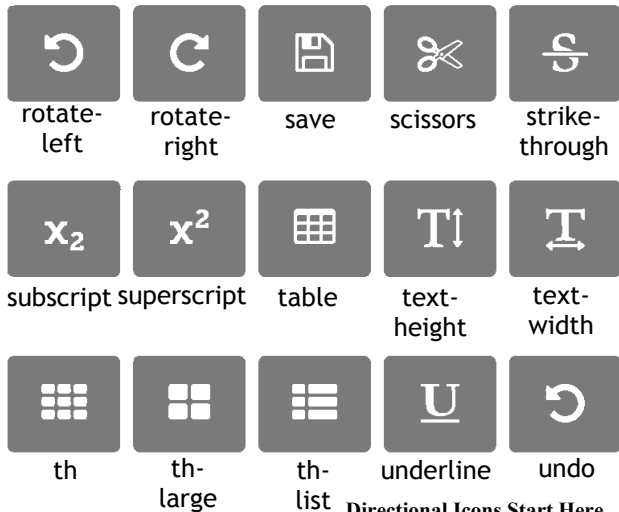 S
rotate-left
rotate-right
save
scissors
strike-through
x₂
x²
T
T
subscript
superscript
table
text-height
text-width
U
th
th-large
th-list
underline
undo
Directional Icons Start Here